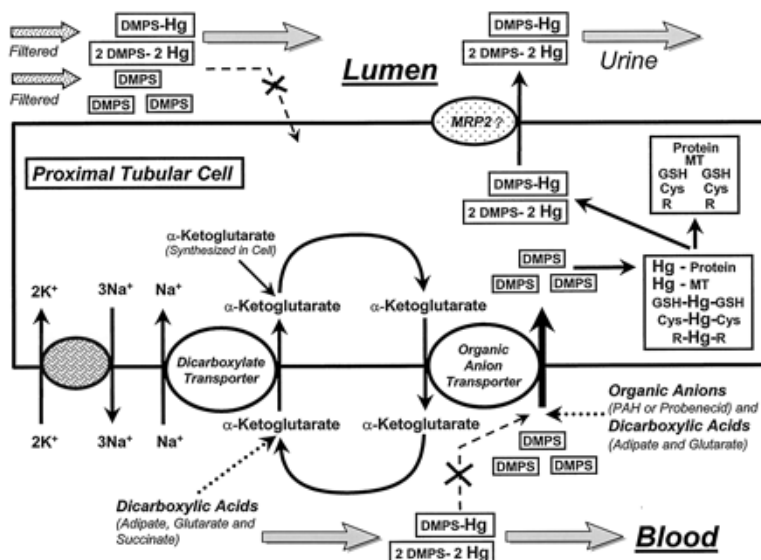 Filtered
DMPS-Hg
2 DMPS- 2 Hg
Filtered
DMPS
DMPS DMPS
Lumen
DMPS-Hg
2 DMPS- 2 Hg
Urine
MRP2?
Proximal Tubular Cell
DMPS-Hg
2 DMPS- 2 Hg
Protein
MT
GSH GSH
Cys Cys
R R
α-Ketoglutarate
(Synthesized in Cell)
DMPS
DMPS DMPS
Hg - Protein
Hg - MT
GSH-Hg-GSH
Cys-Hg-Cys
R-Hg-R
2K⁺ 3Na⁺ Na⁺
α-Ketoglutarate α-Ketoglutarate
Dicarboxylate
Transporter
Organic
Anion
Transporter
α-Ketoglutarate α-Ketoglutarate
2K⁺ 3Na⁺ Na⁺
Organic Anions
(PAH or Probenecid) and
Dicarboxylic Acids
(Adipate and Glutarate)
DMPS
DMPS DMPS
Dicarboxylic Acids
(Adipate, Glutarate and
Succinate)
DMPS-Hg
2 DMPS- 2 Hg
Blood